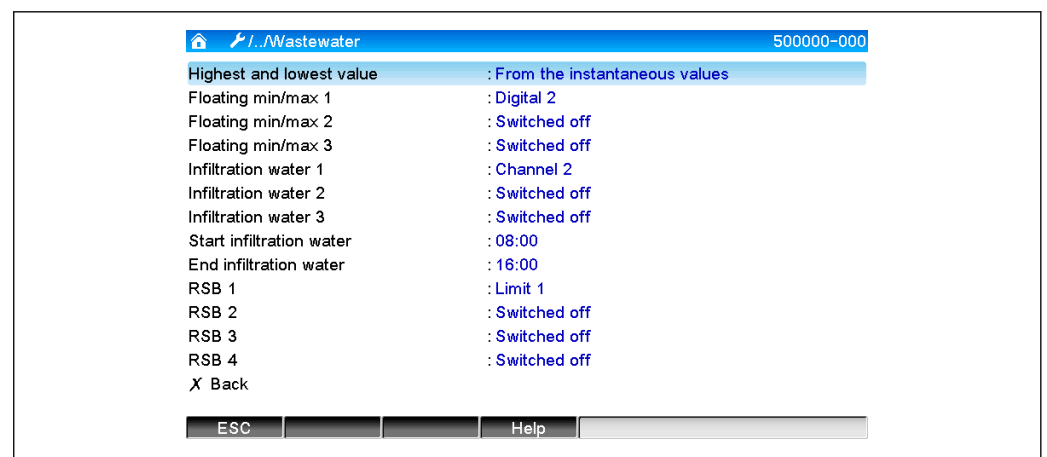 /../Wastewater 500000-000
Highest and lowest value : From the instantaneous values
Floating min/max 1 : Digital 2
Floating min/max 2 : Switched off
Floating min/max 3 : Switched off
Infiltration water 1 : Channel 2
Infiltration water 2 : Switched off
Infiltration water 3 : Switched off
Start infiltration water : 08:00
End infiltration water : 16:00
RSB 1 : Limit 1
RSB 2 : Switched off
RSB 3 : Switched off
RSB 4 : Switched off
X Back
ESC Help